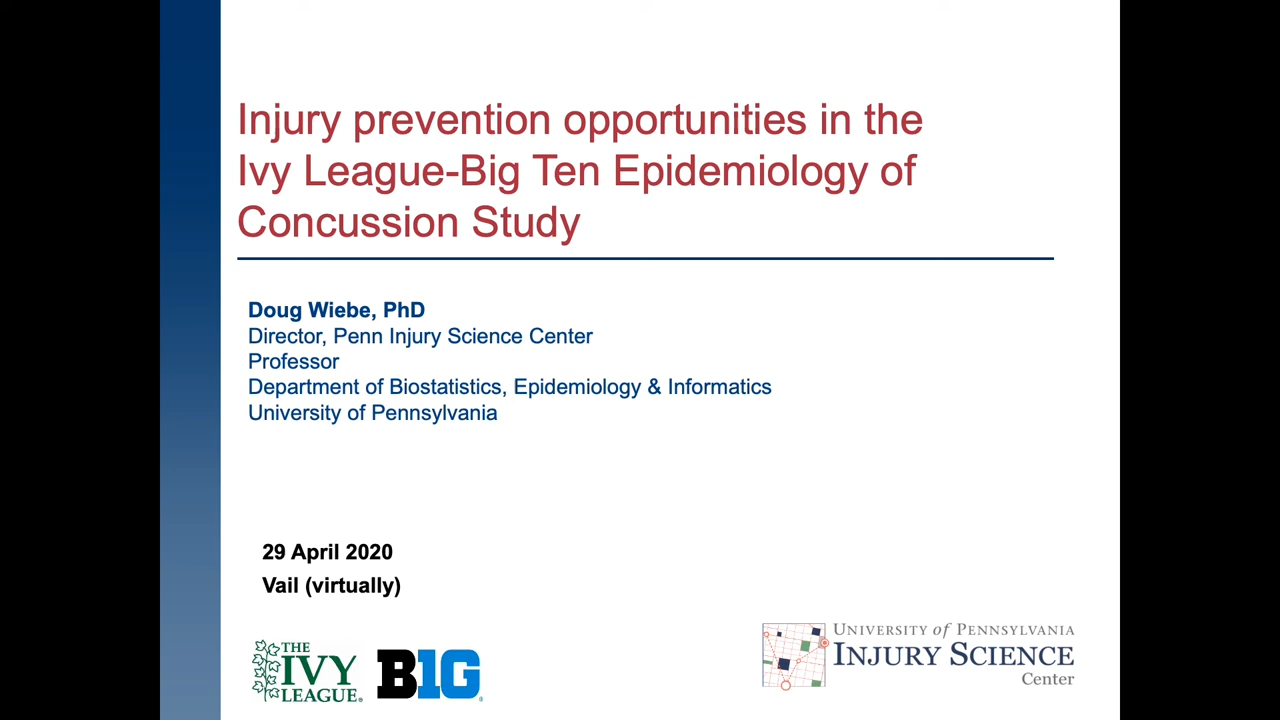 Injury prevention opportunities in the
Ivy League-Big Ten Epidemiology of
Concussion Study
Doug Wiebe, PhD
Director, Penn Injury Science Center
Professor
Department of Biostatistics, Epidemiology & Informatics
University of Pennsylvania
29 April 2020
Vail (virtually)
THE
IVY
LEAGUE®
B1G®
UNIVERSITY of PENNSYLVANIA
INJURY SCIENCE
Center